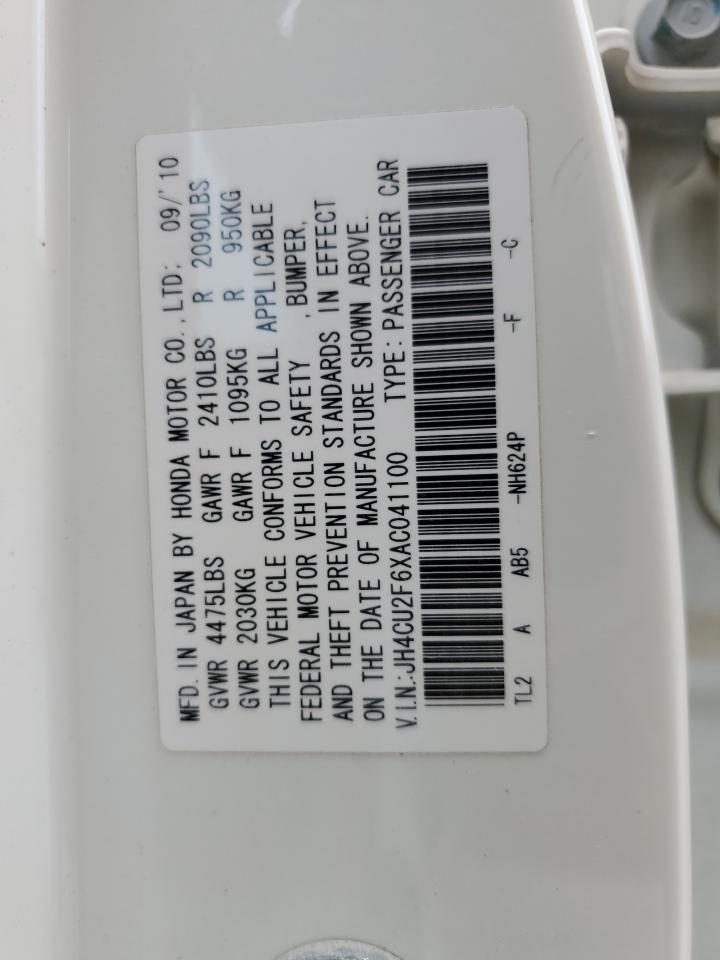 MFD. IN JAPAN BY HONDA MOTOR CO., LTD: 09/'10
GVWR 4475LBS GAWR F 2410LBS R 2090LBS
GVWR 2030KG GAWR F 1095KG R 950KG
THIS VEHICLE CONFORMS TO ALL APPLICABLE
FEDERAL MOTOR VEHICLE SAFETY , BUMPER,
AND THEFT PREVENTION STANDARDS IN EFFECT
ON THE DATE OF MANUFACTURE SHOWN ABOVE.
V.I.N.:JH4CU2F6XAC041100 TYPE: PASSENGER CAR
TL2 A AB5 -NH624P -F -C